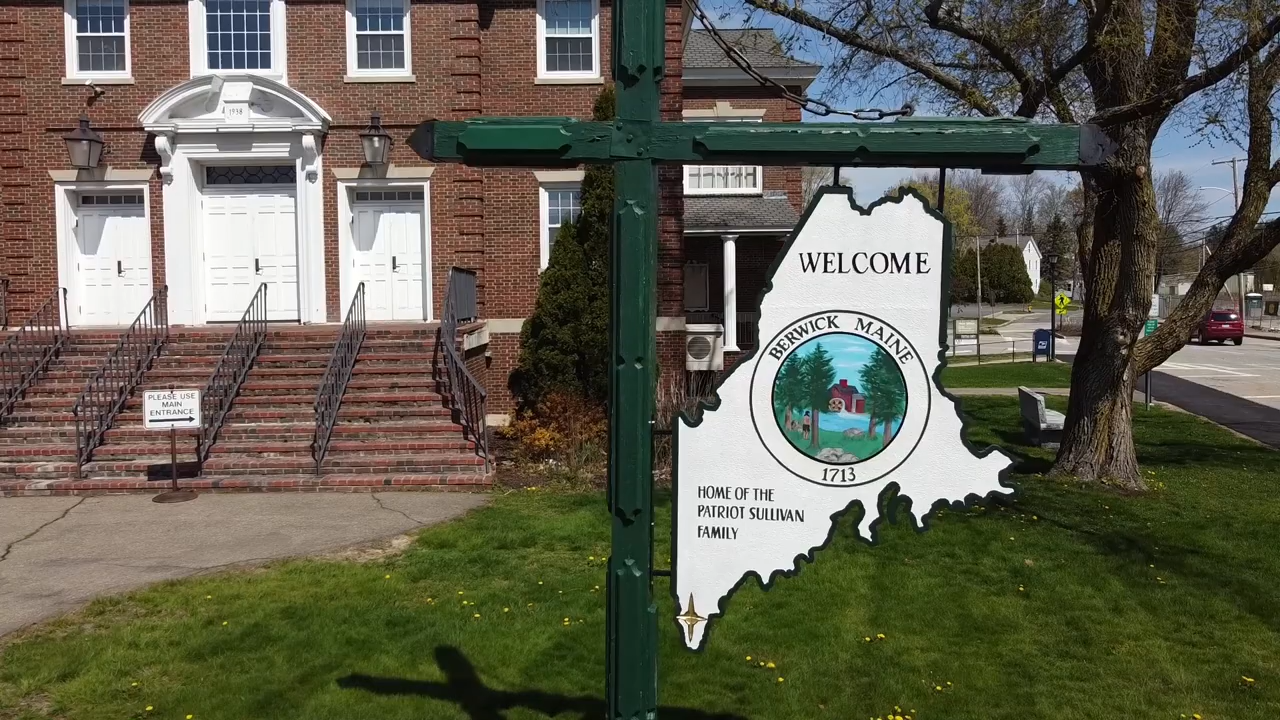 1938
PLEASE USE
MAIN
ENTRANCE
WELCOME
BERWICK MAINE
1713
HOME OF THE
PATRIOT SULLIVAN
FAMILY